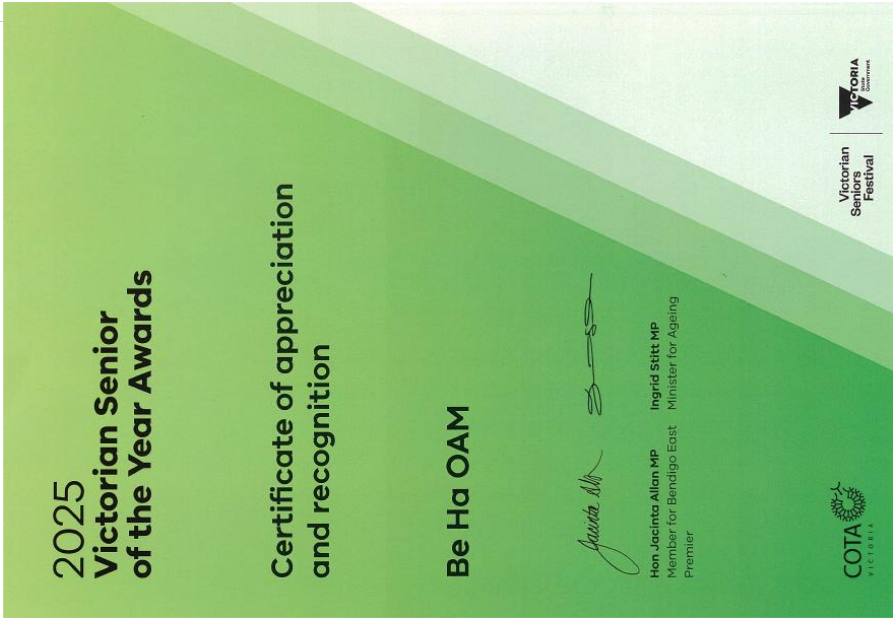 2025
Victorian Senior
of the Year Awards
Certificate of appreciation
and recognition
Be Ha OAM
Hon Jacinta Allan MP
Member for Bendigo East
Premier
Ingrid Stitt MP
Minister for Ageing
COTA
VICTORIA
Victorian
Seniors
Festival
VICTORIA
State
Government